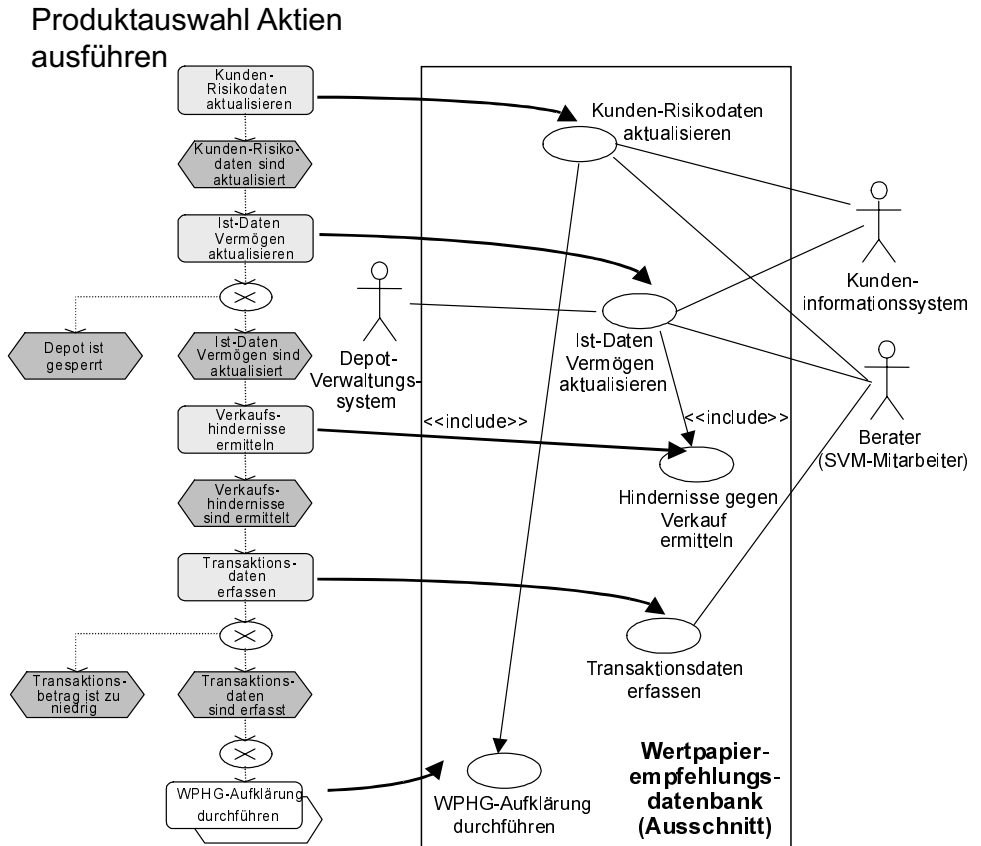 Produktauswahl Aktien
ausführen
Kunden-
Risikodaten
aktualisieren
Kunden-Risiko-
daten sind
aktualisiert
Ist-Daten
Vermögen
aktualisieren
Depot ist
gesperrt
Ist-Daten
Vermögen sind
aktualisiert
Verkaufs-
hindernisse
ermitteln
Verkaufs-
hindernisse
sind ermittelt
Transaktions-
daten
erfassen
Transaktions-
betrag ist zu
niedrig
Transaktions-
daten
sind erfasst
WPHG-Aufklärung
durchführen
Kunden-Risikodaten
aktualisieren
Depot-
Verwaltungs-
system
Ist-Daten
Vermögen
aktualisieren
<<include>>
<<include>>
Hindernisse gegen
Verkauf
ermitteln
Transaktionsdaten
erfassen
WPHG-Aufklärung
durchführen
Wertpapier-
empfehlungs-
datenbank
(Ausschnitt)
Kunden-
informationssystem
Berater
(SVM-Mitarbeiter)